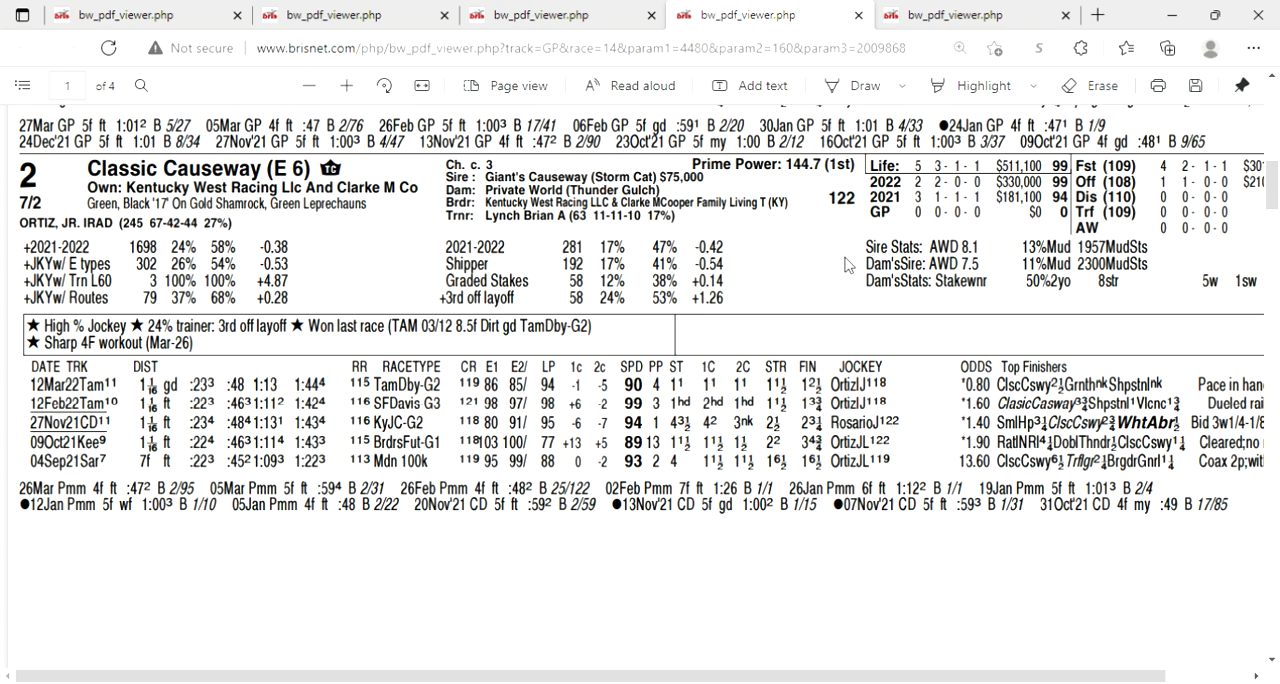 bw_pdf_viewer.php bw_pdf_viewer.php bw_pdf_viewer.php bw_pdf_viewer.php bw_pdf_viewer.php
Not secure www.brisnet.com/php/bw_pdf_viewer.php?track=GP&race=14&param1=4480&param2=160&param3=2009868
1 of 4 Page view Read aloud Add text Draw Highlight Erase
27Mar GP 5f ft 1:01² B 5/27 05Mar GP 4f ft :47 B 2/76 26Feb GP 5f ft 1:00³ B 17/41 06Feb GP 5f gd :59¹ B 2/20 30Jan GP 5f ft 1:01 B 4/33 ●24Jan GP 4f ft :47¹ B 1/9
24Dec'21 GP 5f ft 1:01 B 8/34 27Nov'21 GP 5f ft 1:00³ B 4/47 13Nov'21 GP 4f ft :47² B 2/90 23Oct'21 GP 5f my 1:00 B 2/12 16Oct'21 GP 5f ft 1:00³ B 3/37 09Oct'21 GP 4f gd :48¹ B 9/65
2 Classic Causeway (E 6) TC
7/2 Own: Kentucky West Racing Llc And Clarke M Co
Green, Black '17' On Gold Shamrock, Green Leprechauns
ORTIZ, JR. IRAD (245 67-42-44 27%)
Ch. c. 3 Prime Power: 144.7 (1st)
Sire : Giant's Causeway (Storm Cat) $75,000
Dam: Private World (Thunder Gulch)
Brdr: Kentucky West Racing LLC & Clarke MCooper Family Living T (KY) 122
Trnr: Lynch Brian A (63 11-11-10 17%)
Life: 5 3 - 1 - 1 $511,100 99 Fst (109) 4 2 - 1 - 1 $30
2022 2 2 - 0 - 0 $330,000 99 Off (108) 1 1 - 0 - 0 $21
2021 3 1 - 1 - 1 $181,100 94 Dis (110) 0 0 - 0 - 0
GP 0 0 - 0 - 0 $0 0 Trf (109) 0 0 - 0 - 0
AW 0 0 - 0 - 0
+2021-2022 1698 24% 58% -0.38 2021-2022 281 17% 47% -0.42 Sire Stats: AWD 8.1 13%Mud 1957MudSts
+JKYw/ E types 302 26% 54% -0.53 Shipper 192 17% 41% -0.54 Dam'sSire: AWD 7.5 11%Mud 2300MudSts
+JKYw/ Trn L60 3 100% 100% +4.87 Graded Stakes 58 12% 38% +0.14 Dam'sStats: Stakewnr 50%2yo 8str 5w 1sw
+JKYw/ Routes 79 37% 68% +0.28 +3rd off layoff 58 24% 53% +1.26
★ High % Jockey ★ 24% trainer: 3rd off layoff ★ Won last race (TAM 03/12 8.5f Dirt gd TamDby-G2)
★ Sharp 4F workout (Mar-26)
DATE TRK DIST RR RACETYPE CR E1 E2/ LP 1c 2c SPD PP ST 1C 2C STR FIN JOCKEY ODDS Top Finishers
12Mar22Tam¹¹ 1 1/16 gd :23³ :48 1:13 1:44⁴ 115 TamDby-G2 119 86 85/ 94 -1 -5 90 4 1¹ 1¹ 1¹ 1¹½ 1²½ OrtizIJ¹¹⁸ *0.80 ClscCswy²½Grnthnᵏ Shpstnlnk Pace in han
12Feb22Tam¹⁰ 1 1/16 ft :22³ :46³ 1:11² 1:42⁴ 116 SFDavis G3 121 98 97/ 98 +6 -2 99 3 1hd 2hd 1hd 1¹½ 1³¾ OrtizIJ¹¹⁸ *1.60 ClasicCasway³¾Shpstnl¹Vlcnc¹¾ Dueled rai
27Nov21CD¹¹ 1 1/16 ft :23⁴ :48⁴ 1:13¹ 1:43⁴ 116 KyJC-G2 118 80 91/ 95 -6 -7 94 1 4³½ 4² 3nk 2½ 2³¼ RosarioJ¹²² *1.40 SmlHp³¼ClscCswy²¾WhtAbr½ Bid 3w1/4-1/8
09Oct21Kee⁹ 1 1/16 ft :22⁴ :46³ 1:11⁴ 1:43³ 115 BrdrsFut-G1 118 103 100/ 77 +13 +5 89 13 1¹½ 1¹½ 1½ 2² 3⁴¾ OrtizJL¹²² *1.90 RatlNRl⁴¼DoblThndr½ClscCswy¹¼ Cleared;no
04Sep21Sar⁷ 7f ft :22³ :45² 1:09³ 1:22³ 113 Mdn 100k 119 95 99/ 88 0 -2 93 2 4 1¹½ 1¹½ 1⁶½ 1⁶½ OrtizJL¹¹⁹ 13.60 ClscCswy⁶½Trflgr²¼BrgdrGnrl¹¼ Coax 2p;wit
26Mar Pmm 4f ft :47² B 2/95 05Mar Pmm 5f ft :59⁴ B 2/31 26Feb Pmm 4f ft :48² B 25/122 02Feb Pmm 7f ft 1:26 B 1/1 26Jan Pmm 6f ft 1:12² B 1/1 19Jan Pmm 5f ft 1:01³ B 2/4
●12Jan Pmm 5f wf 1:00³ B 1/10 05Jan Pmm 4f ft :48 B 2/22 20Nov'21 CD 5f ft :59² B 2/59 ●13Nov'21 CD 5f gd 1:00² B 1/15 ●07Nov'21 CD 5f ft :59³ B 1/31 31Oct'21 CD 4f my :49 B 17/85